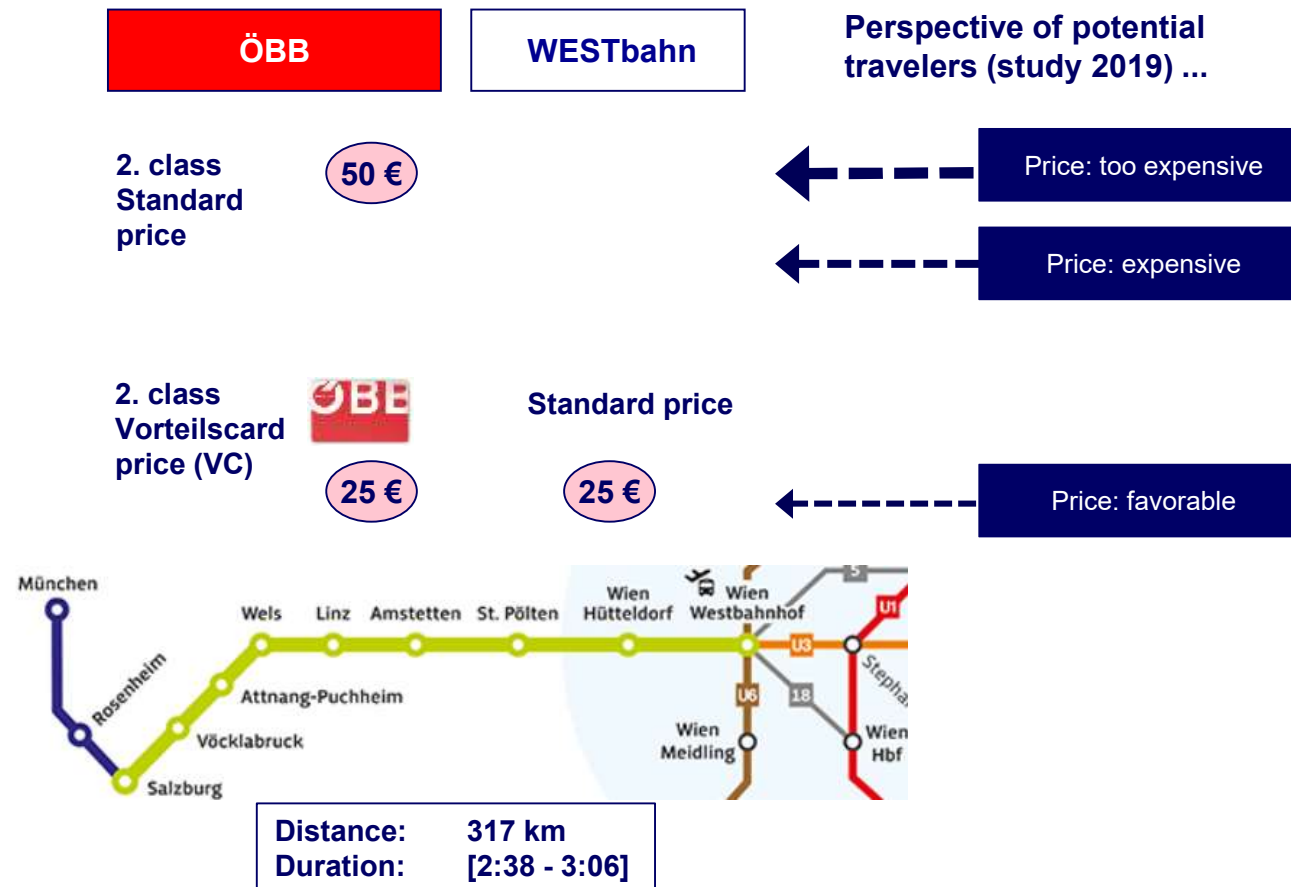 ÖBB
WESTbahn
Perspective of potential
travelers (study 2019) ...
2. class
Standard
price
50 €
Price: too expensive
Price: expensive
2. class
Vorteilscard
price (VC)
ÖBB
Standard price
25 €
25 €
Price: favorable
München
Rosenheim
Salzburg
Vöcklabruck
Attnang-Puchheim
Wels
Linz
Amstetten
St. Pölten
Wien
Hütteldorf
Wien
Westbahnhof
5
U1
U3
U6
18
Stepha
Wien
Meidling
Wien
Hbf
Distance: 317 km
Duration: [2:38 - 3:06]